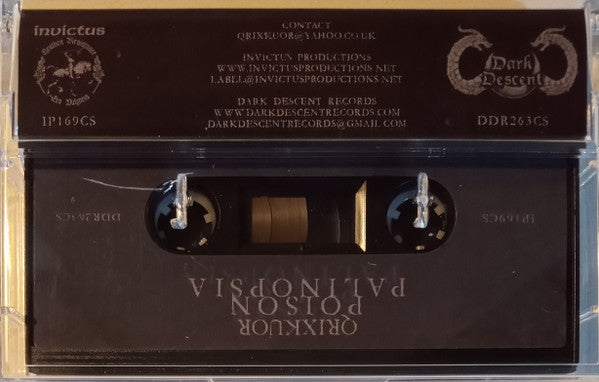 invictus
IP169CS
CONTACT
QRIXKUOR@YAHOO.CO.UK
INVICTUS PRODUCTIONS
WWW.INVICTUSPRODUCTIONS.NET
LABEL@INVICTUSPRODUCTIONS.NET
DARK DESCENT RECORDS
WWW.DARKDESCENTRECORDS.COM
DARKDESCENTRECORDS@GMAIL.COM
Dark
Descent
DDR263CS
DDR263CS
IP169CS
QRIXKUOR
POISON
PALINOPSIA